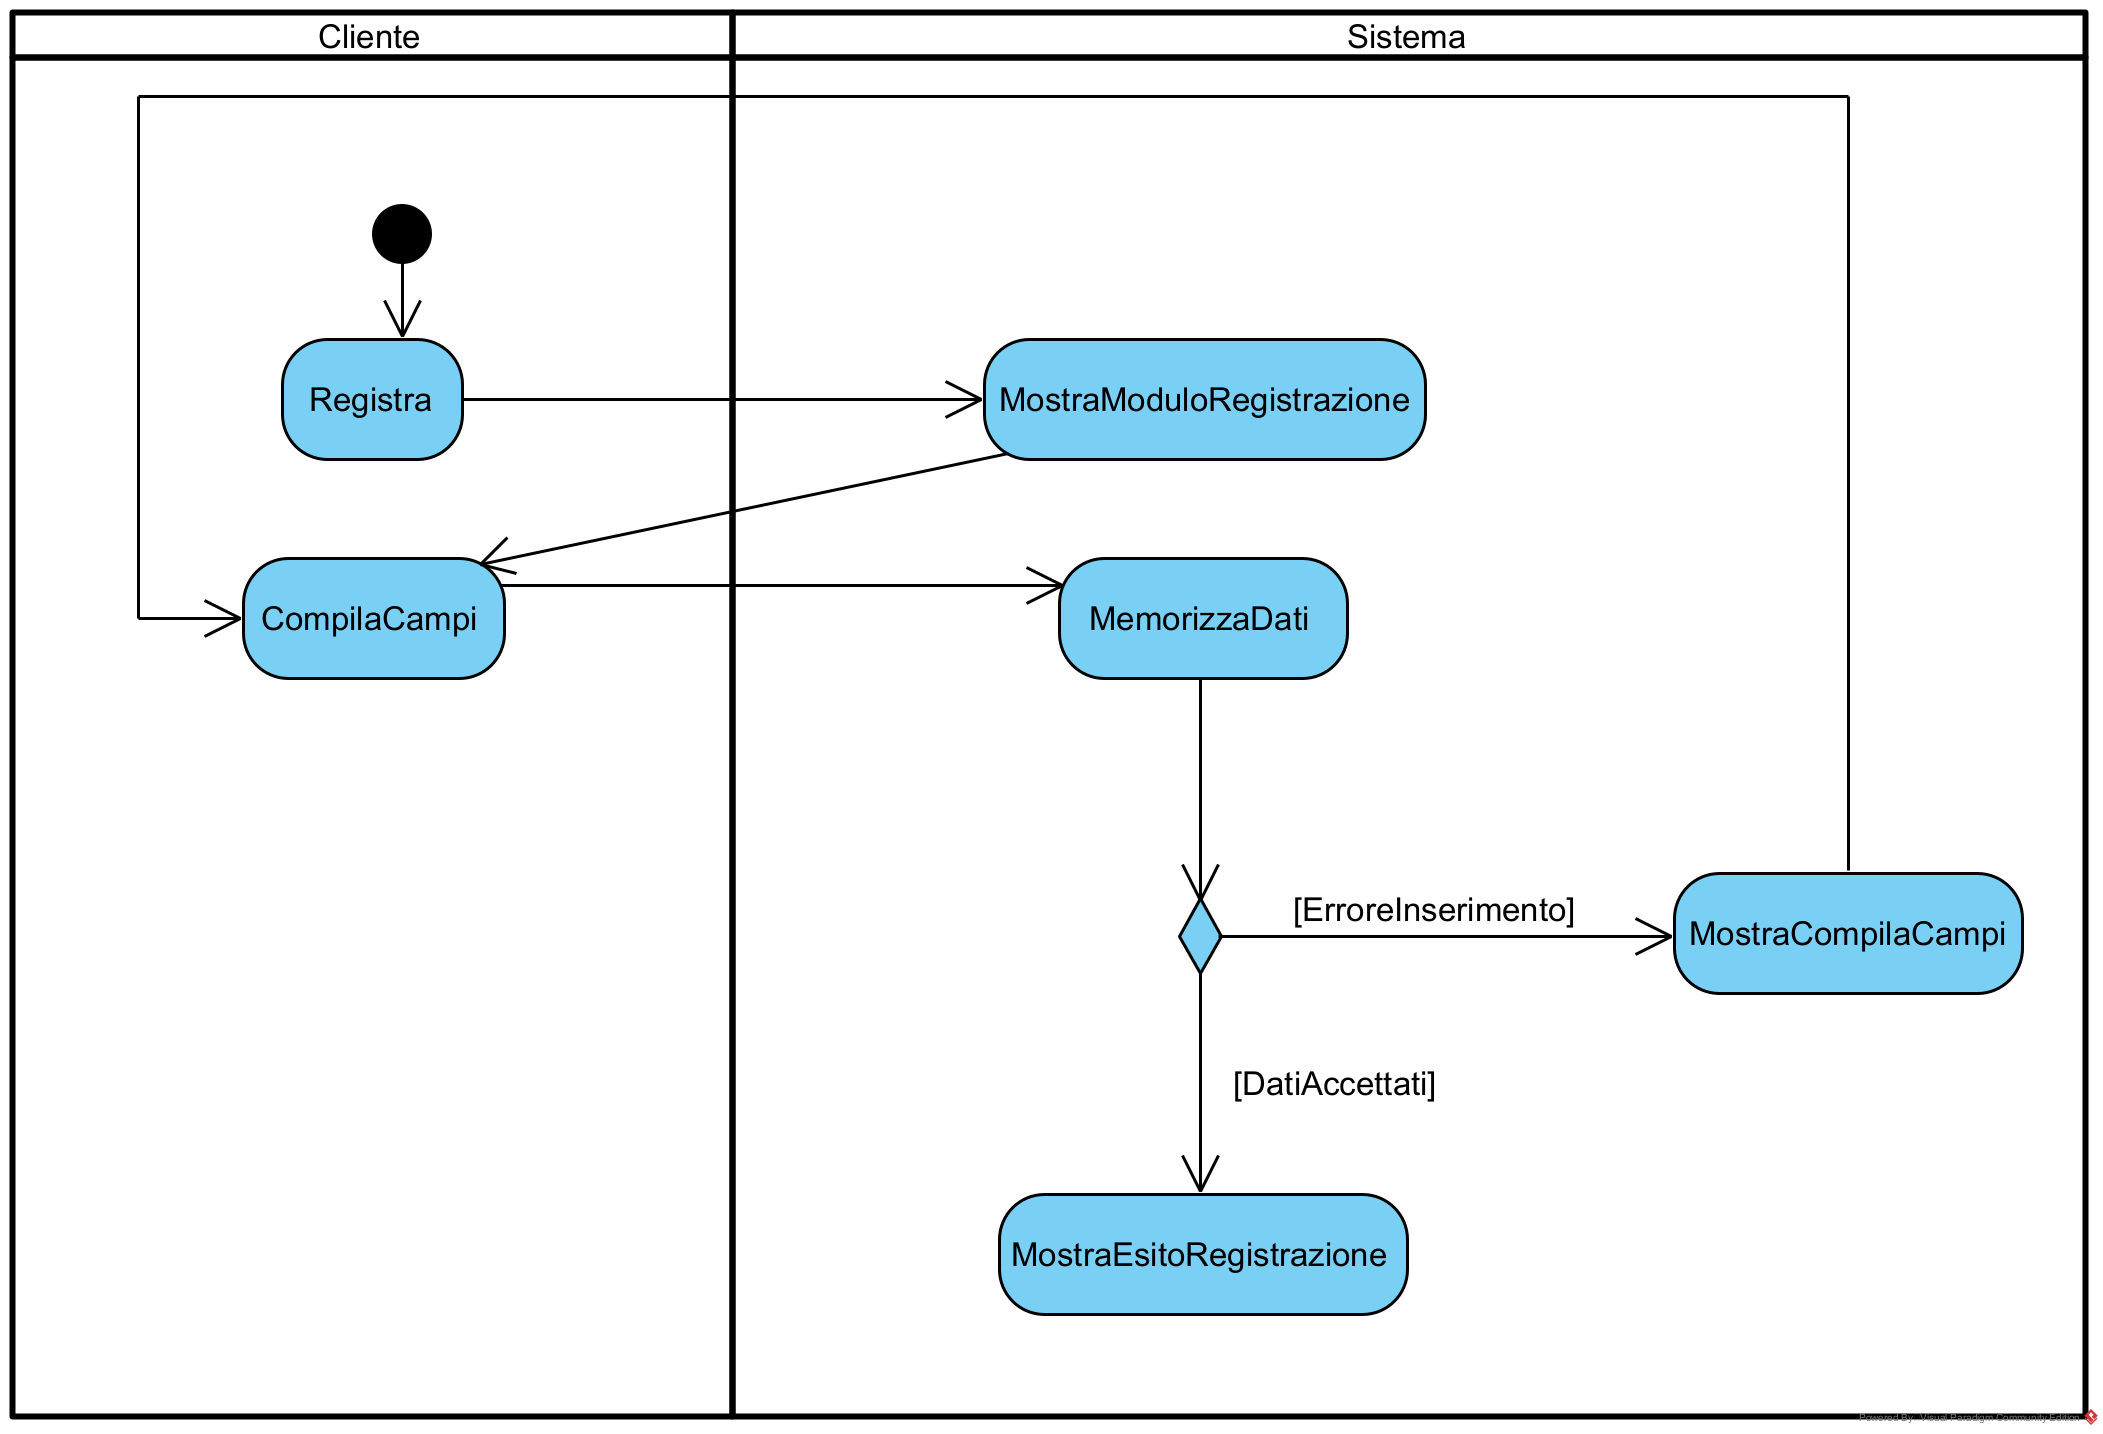 Cliente
Sistema
Registra
MostraModuloRegistrazione
CompilaCampi
MemorizzaDati
[ErroreInserimento]
MostraCompilaCampi
[DatiAccettati]
MostraEsitoRegistrazione
Powered By Visual Paradigm Community Edition